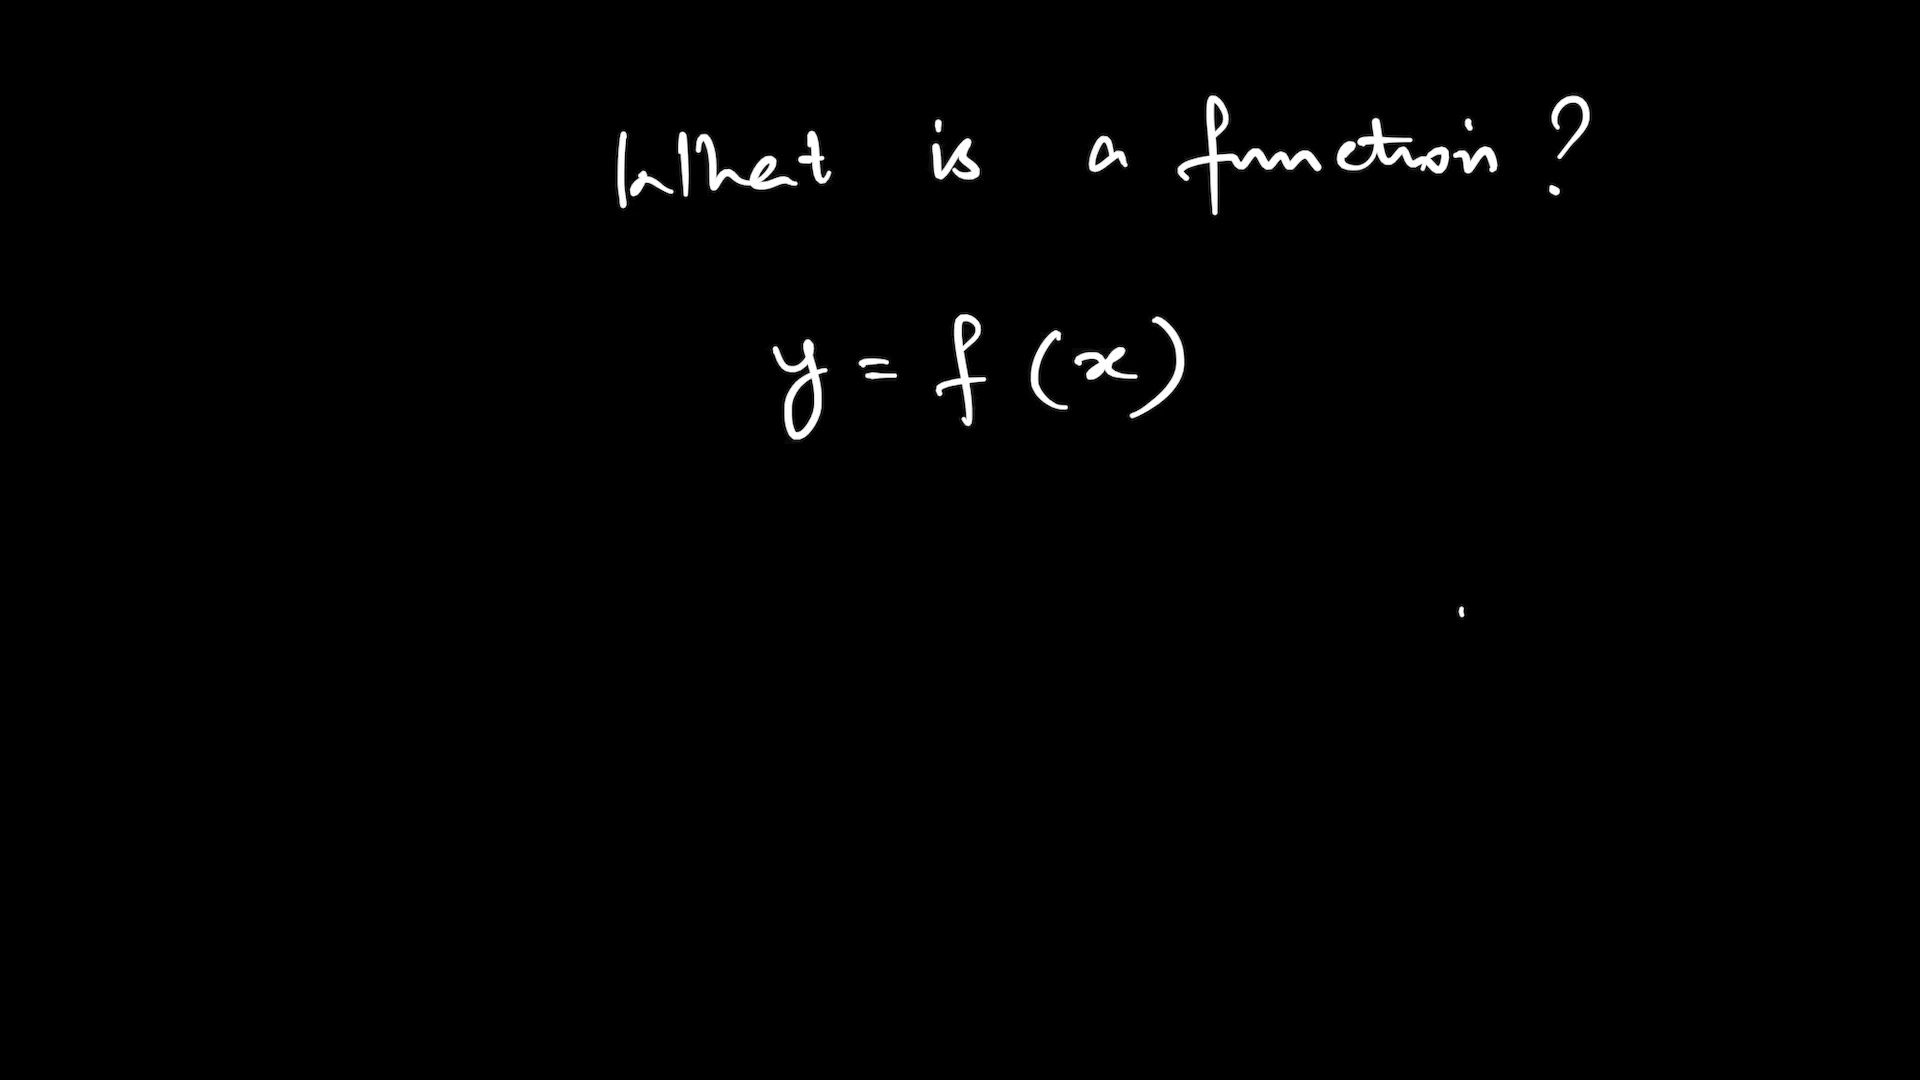 What is a function?
y = f (x)